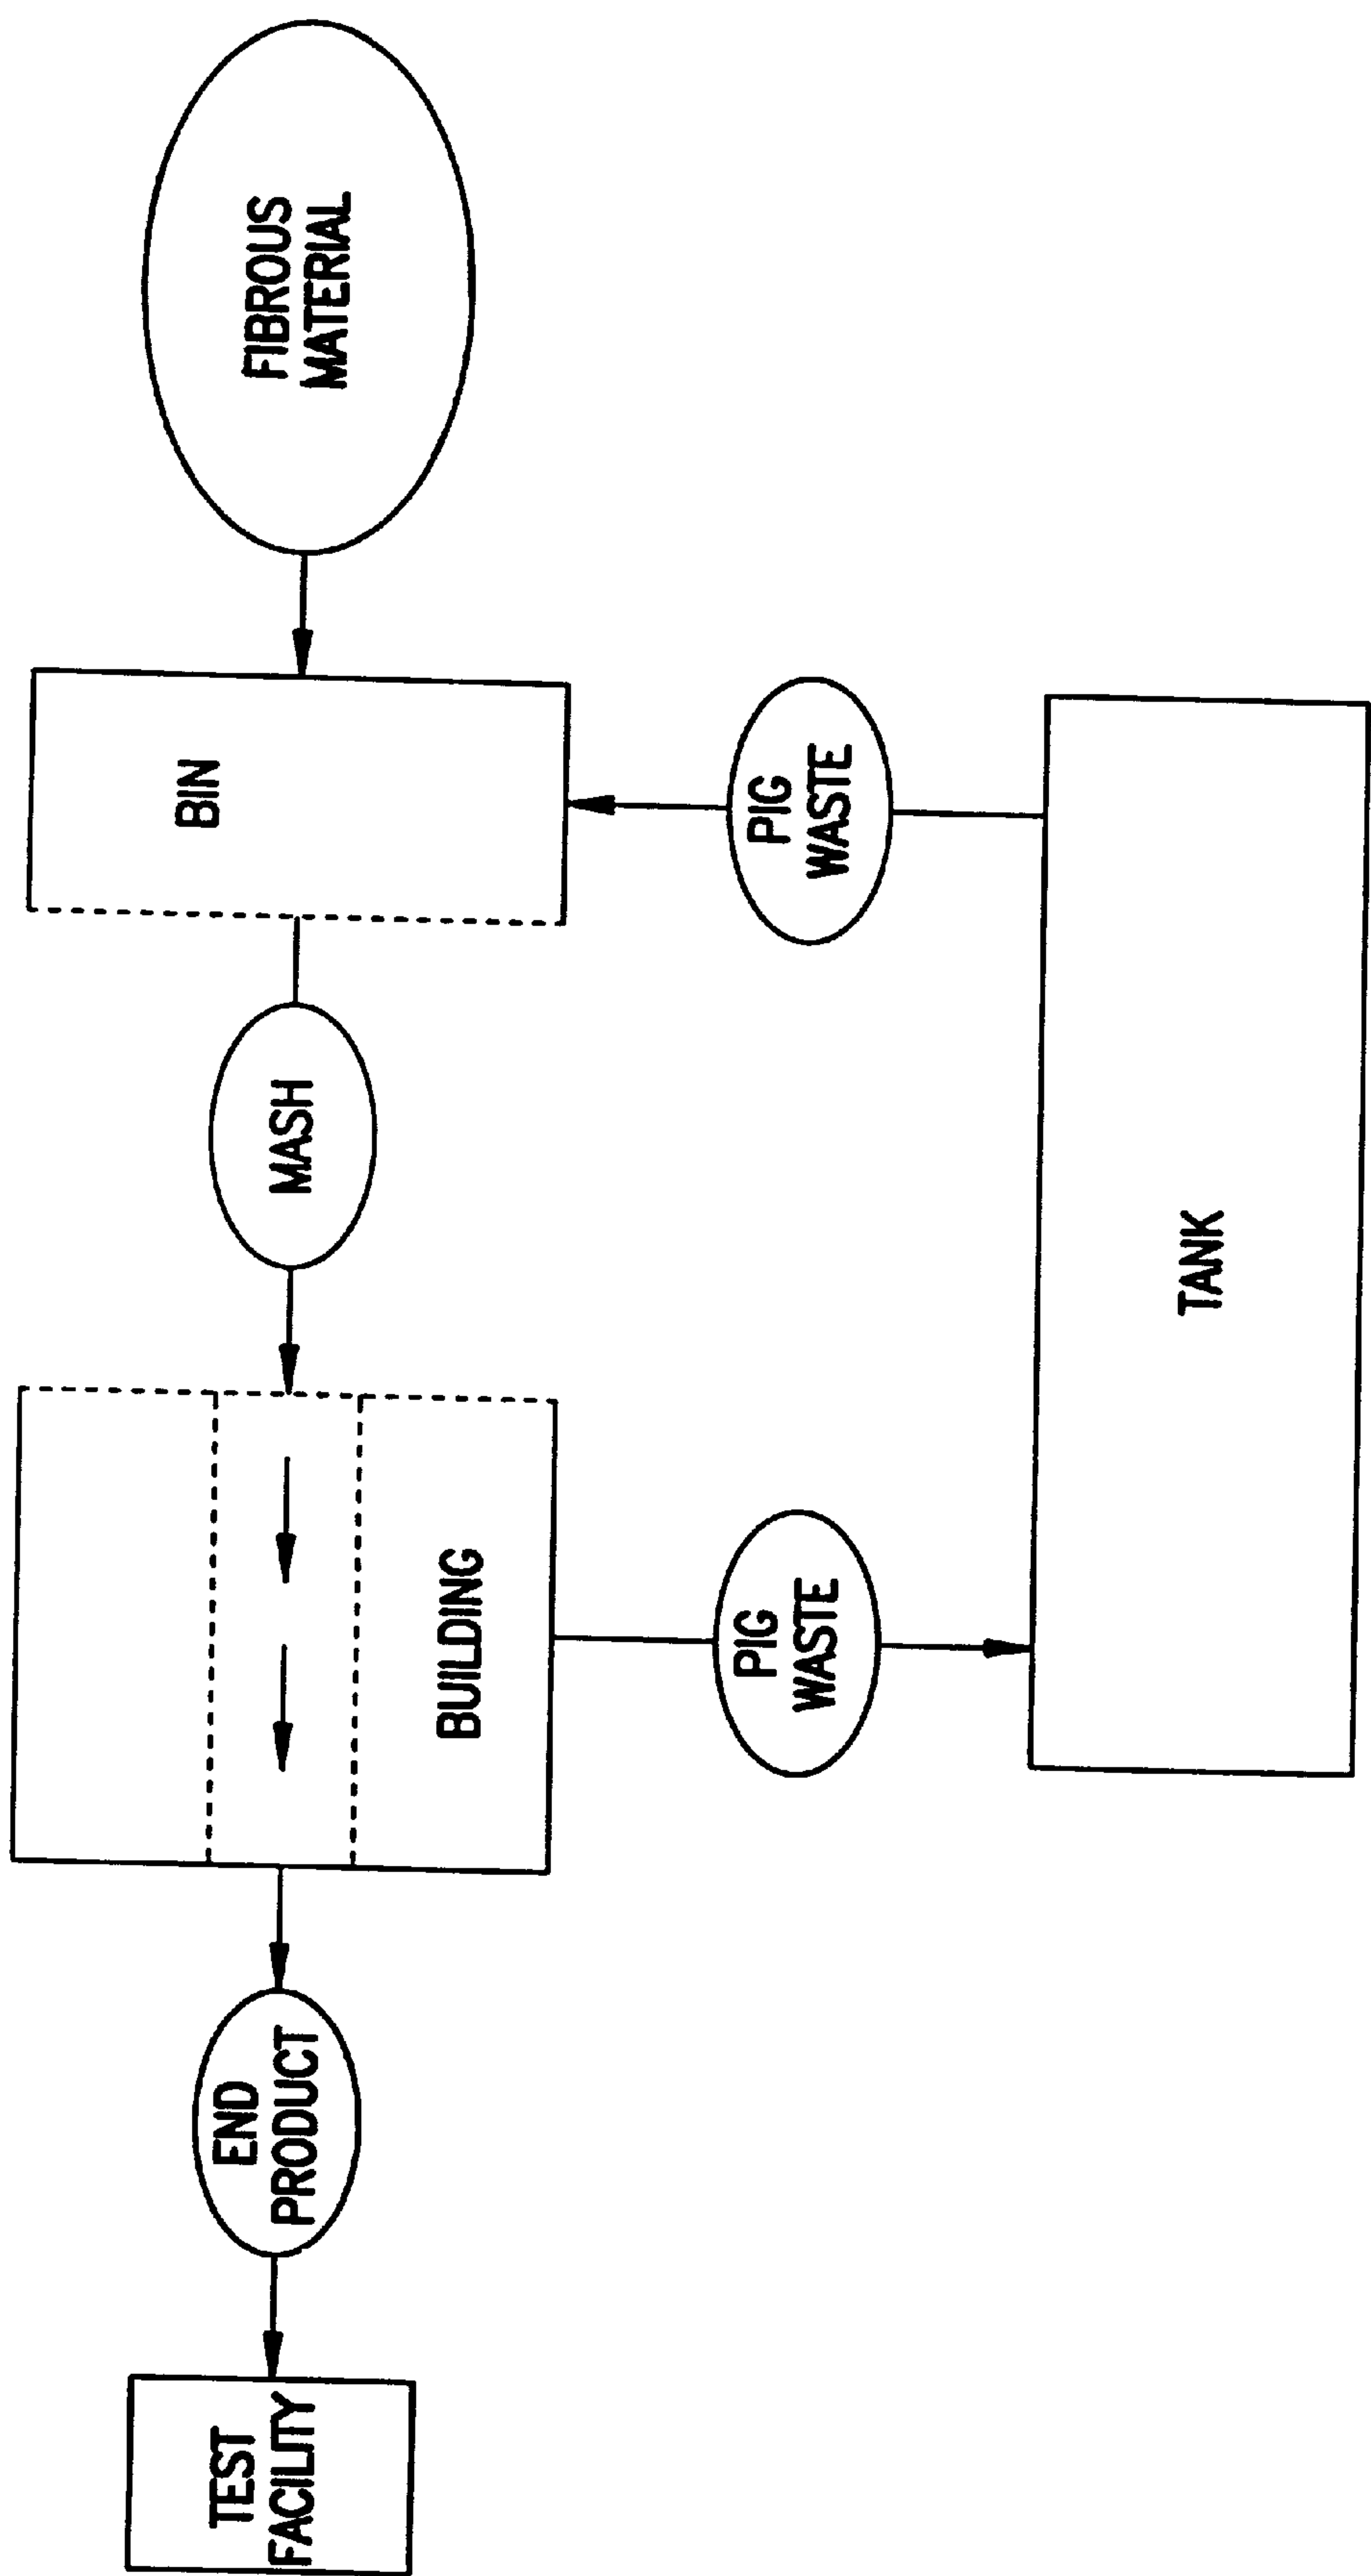 FIBROUS
MATERIAL
BIN
PIG
WASTE
MASH
TANK
BUILDING
PIG
WASTE
END
PRODUCT
TEST
FACILITY